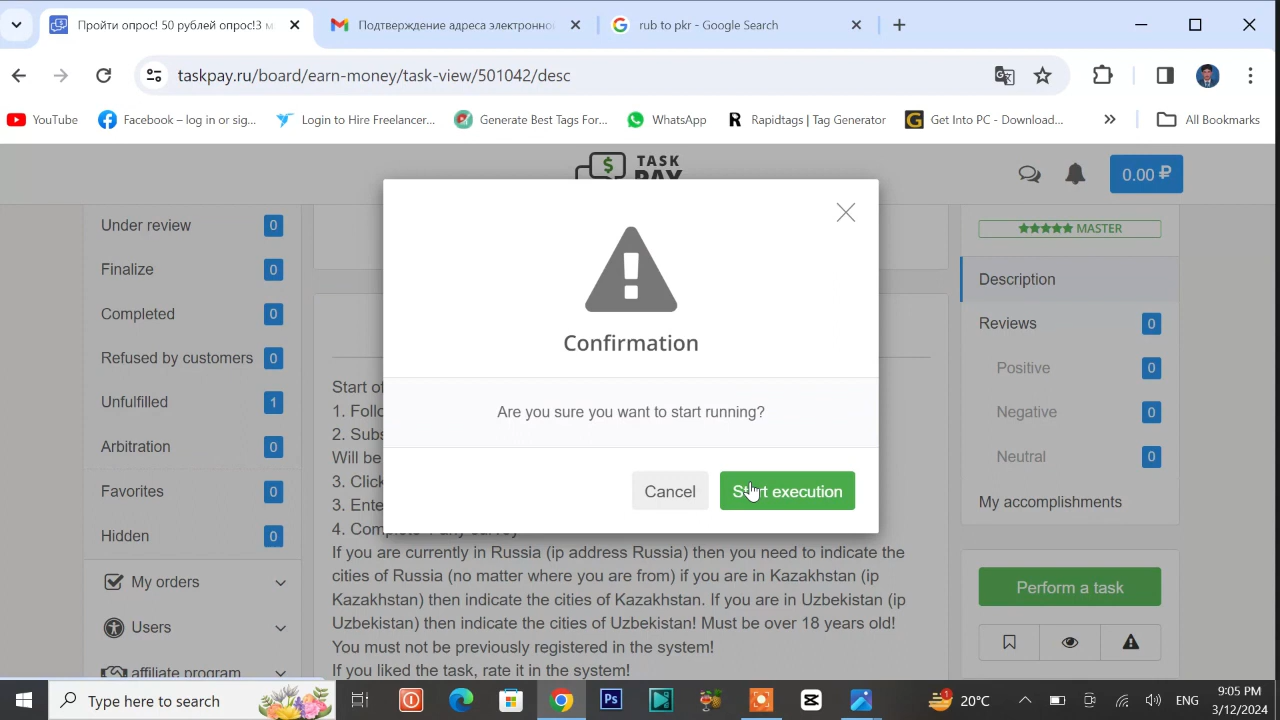 Пройти опрос! 50 рублей опрос!3 м
Подтверждение адреса электронно
rub to pkr - Google Search
taskpay.ru/board/earn-money/task-view/501042/desc
YouTube
Facebook – log in or sig...
Login to Hire Freelancer...
Generate Best Tags For...
WhatsApp
Rapidtags | Tag Generator
Get Into PC - Download...
All Bookmarks
TASK
PAY
0.00 ₽
Under review 0
Finalize 0
Completed 0
Refused by customers 0
Unfulfilled 1
Arbitration 0
Favorites 0
Hidden 0
My orders
Users
affiliate program
Confirmation
Are you sure you want to start running?
Cancel
Start execution
Start of
1. Follo
2. Subs
Will be
3. Click
3. Ente
4. Complete 1 any survey
If you are currently in Russia (ip address Russia) then you need to indicate the
cities of Russia (no matter where you are from) if you are in Kazakhstan (ip
Kazakhstan) then indicate the cities of Kazakhstan. If you are in Uzbekistan (ip
Uzbekistan) then indicate the cities of Uzbekistan! Must be over 18 years old!
You must not be previously registered in the system!
If you liked the task, rate it in the system!
MASTER
Description
Reviews 0
Positive 0
Negative 0
Neutral 0
My accomplishments
Perform a task
Type here to search
Ps
1
20°C
ENG
9:05 PM
3/12/2024